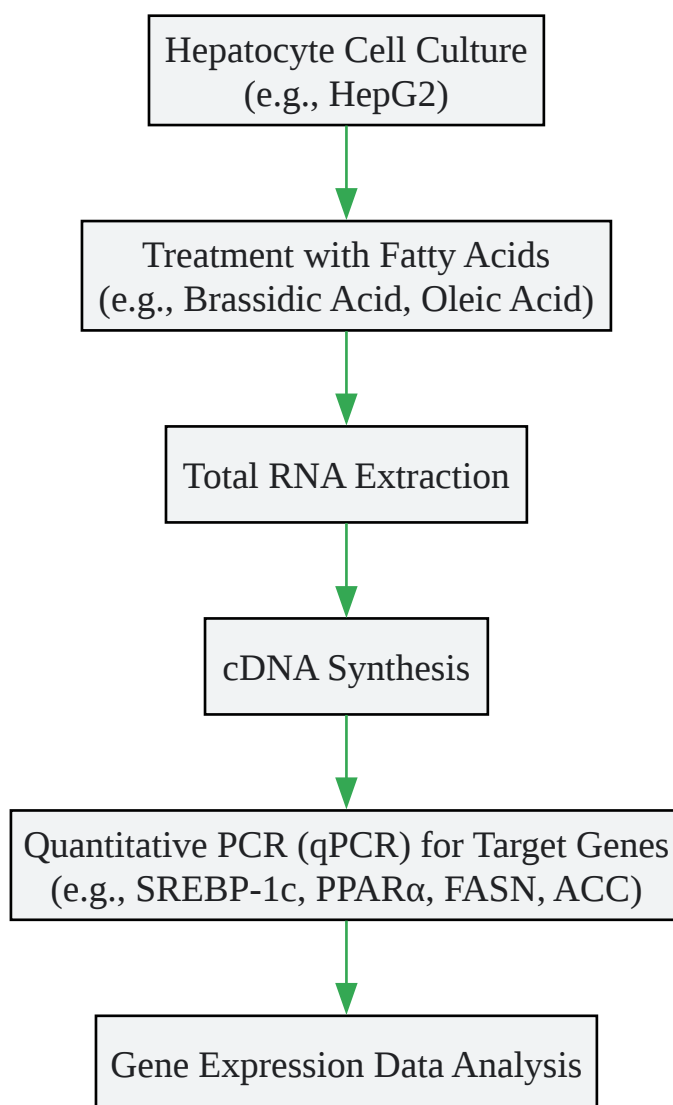 Hepatocyte Cell Culture
(e.g., HepG2)
Treatment with Fatty Acids
(e.g., Brassidic Acid, Oleic Acid)
Total RNA Extraction
cDNA Synthesis
Quantitative PCR (qPCR) for Target Genes
(e.g., SREBP-1c, PPARα, FASN, ACC)
Gene Expression Data Analysis